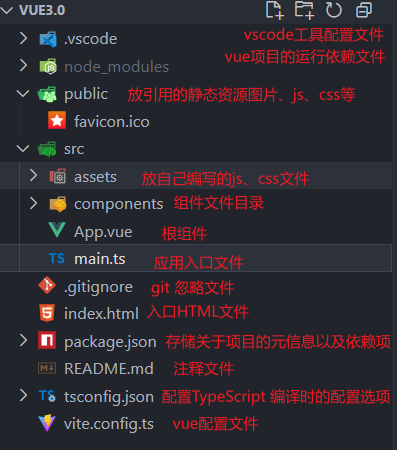 VUE3.0
.vscode vscode工具配置文件
node_modules vue项目的运行依赖文件
public 放引用的静态资源图片、js、css等
favicon.ico
src
assets 放自己编写的js、css文件
components 组件文件目录
App.vue 根组件
TS main.ts 应用入口文件
.gitignore git 忽略文件
index.html 入口HTML文件
package.json 存储关于项目的元信息以及依赖项
README.md 注释文件
TS tsconfig.json 配置TypeScript 编译时的配置选项
vite.config.ts vue配置文件